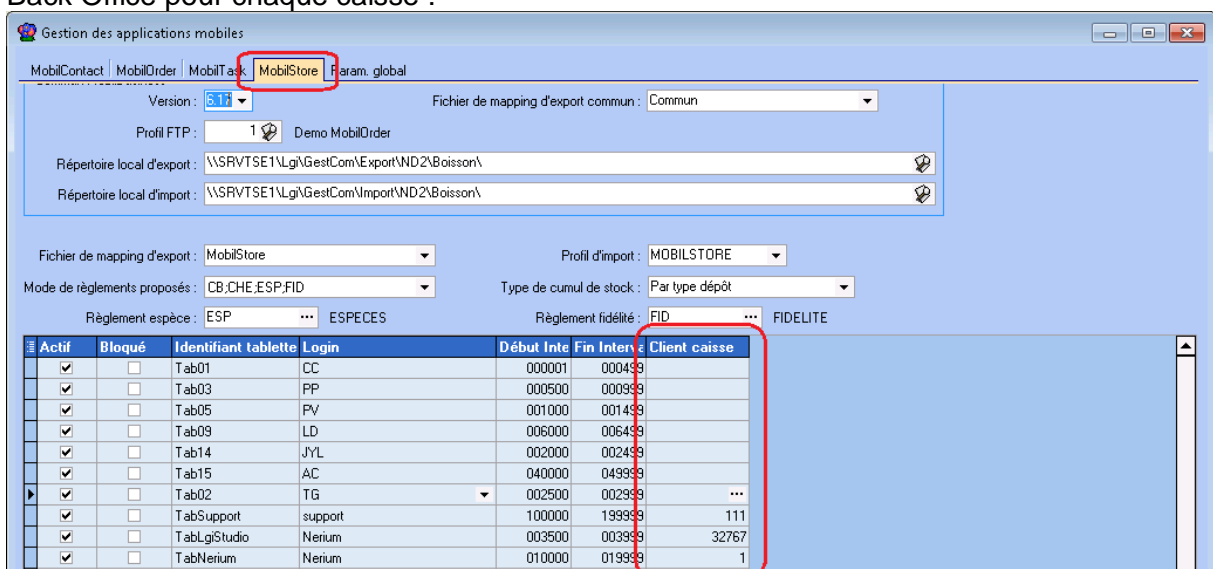 Back Office pour chaque caisse :
Gestion des applications mobiles
MobilContact MobilOrder MobilTask MobilStore Param. global
Version : 6.17
Fichier de mapping d'export commun : Commun
Profil FTP : 1 Demo MobilOrder
Répertoire local d'export : \\SRVTSE1\Lgi\GestCom\Export\ND2\Boisson\
Répertoire local d'import : \\SRVTSE1\Lgi\GestCom\Import\ND2\Boisson\
Fichier de mapping d'export : MobilStore
Profil d'import : MOBILSTORE
Mode de règlements proposés : CB;CHE;ESP;FID
Type de cumul de stock : Par type dépôt
Règlement espèce : ESP ... ESPECES
Règlement fidélité : FID ... FIDELITE
Actif Bloqué Identifiant tablette Login Début Inte Fin Interva Client caisse
Tab01 CC 000001 000499
Tab03 PP 000500 000999
Tab05 PV 001000 001499
Tab09 LD 006000 006499
Tab14 JYL 002000 002499
Tab15 AC 040000 049999
Tab02 TG 002500 002999 ...
TabSupport support 100000 199999 111
TabLgiStudio Nerium 003500 003999 32767
TabNerium Nerium 010000 019999 1